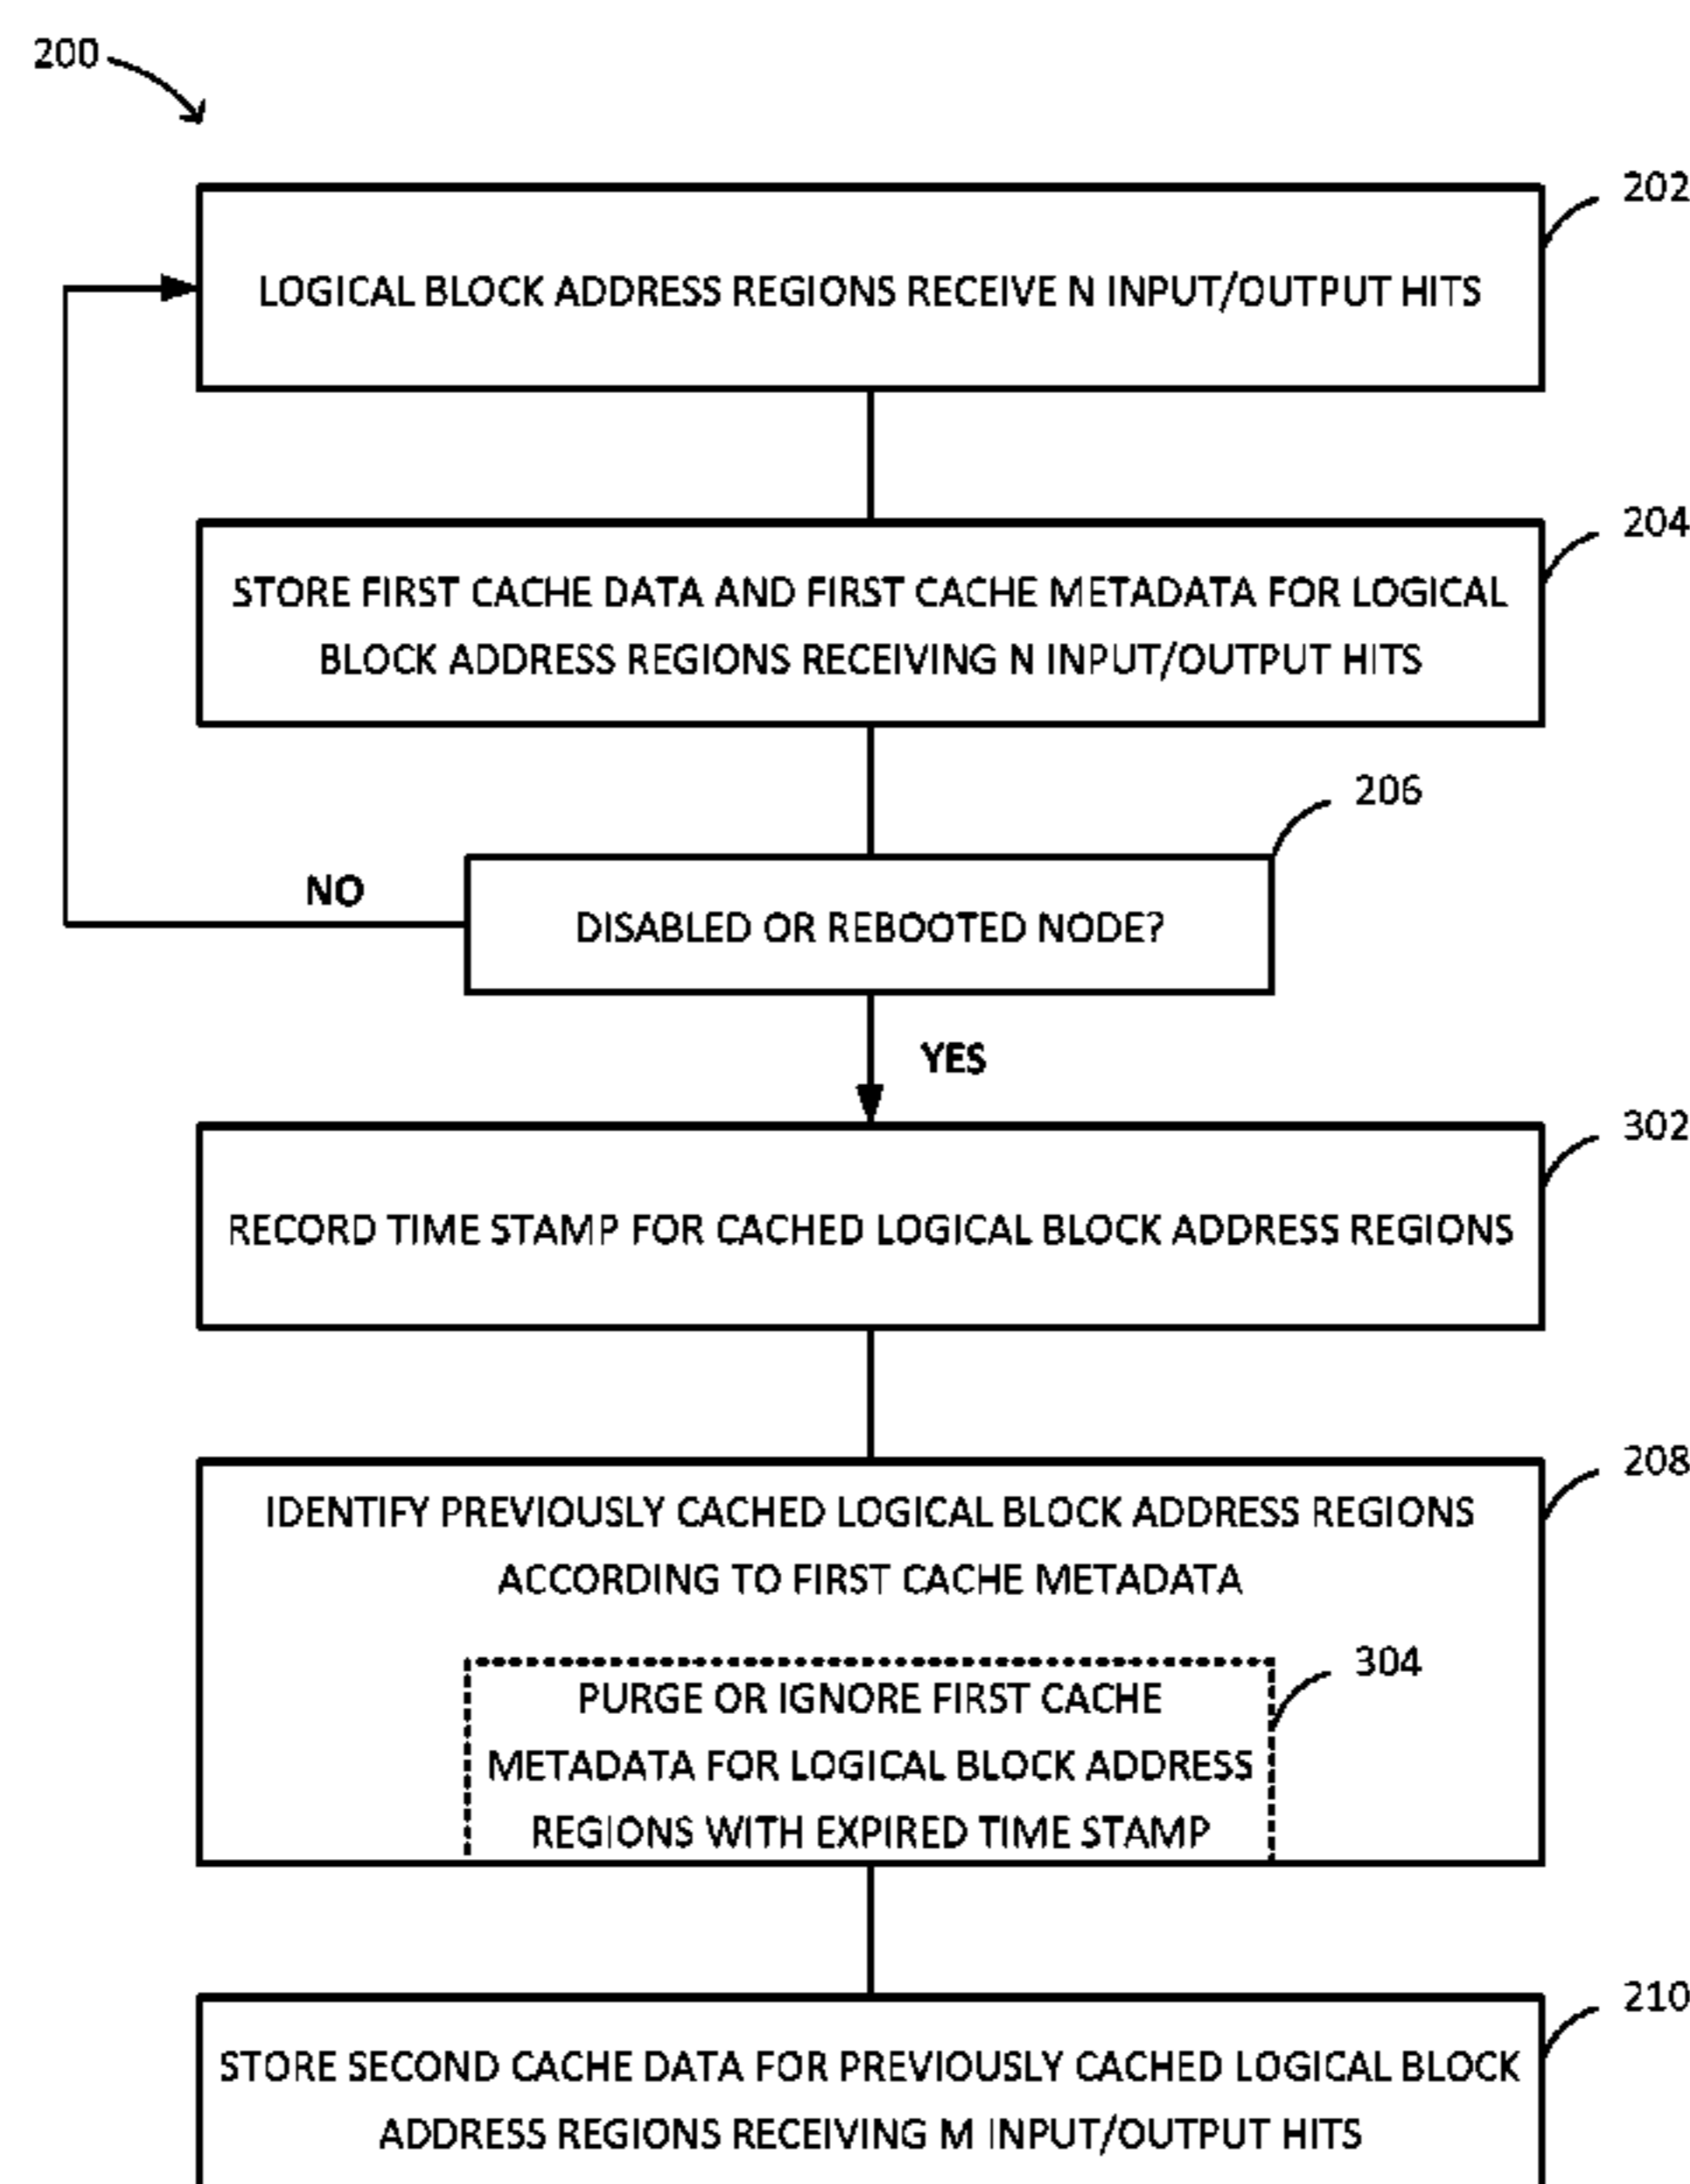 200
202
LOGICAL BLOCK ADDRESS REGIONS RECEIVE N INPUT/OUTPUT HITS
204
STORE FIRST CACHE DATA AND FIRST CACHE METADATA FOR LOGICAL
BLOCK ADDRESS REGIONS RECEIVING N INPUT/OUTPUT HITS
206
NO
DISABLED OR REBOOTED NODE?
YES
302
RECORD TIME STAMP FOR CACHED LOGICAL BLOCK ADDRESS REGIONS
208
IDENTIFY PREVIOUSLY CACHED LOGICAL BLOCK ADDRESS REGIONS
ACCORDING TO FIRST CACHE METADATA
304
PURGE OR IGNORE FIRST CACHE
METADATA FOR LOGICAL BLOCK ADDRESS
REGIONS WITH EXPIRED TIME STAMP
210
STORE SECOND CACHE DATA FOR PREVIOUSLY CACHED LOGICAL BLOCK
ADDRESS REGIONS RECEIVING M INPUT/OUTPUT HITS